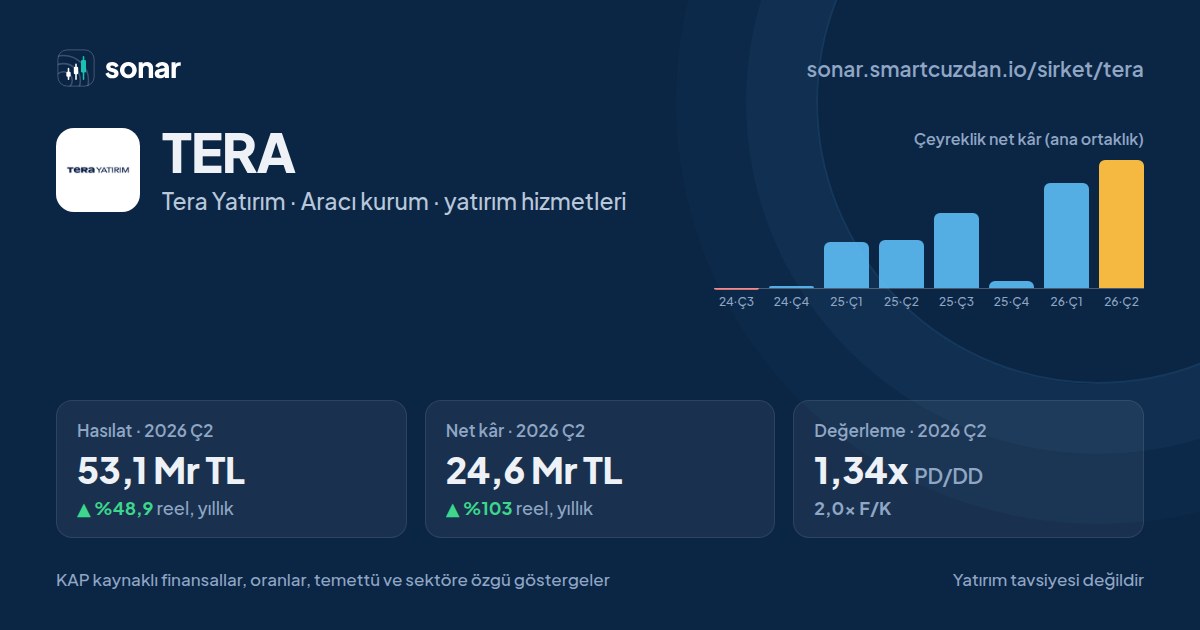 sonar
sonar.smartcuzdan.io/sirket/tera
TERA YATIRIM
TERA
Tera Yatırım · Aracı kurum · yatırım hizmetleri
Çeyreklik net kâr (ana ortaklık)
24·Ç3 24·Ç4 25·Ç1 25·Ç2 25·Ç3 25·Ç4 26·Ç1 26·Ç2
Hasılat · 2026 Ç2
53,1 Mr TL
▲ %48,9 reel, yıllık
Net kâr · 2026 Ç2
24,6 Mr TL
▲ %103 reel, yıllık
Değerleme · 2026 Ç2
1,34x PD/DD
2,0× F/K
KAP kaynaklı finansallar, oranlar, temettü ve sektöre özgü göstergeler
Yatırım tavsiyesi değildir